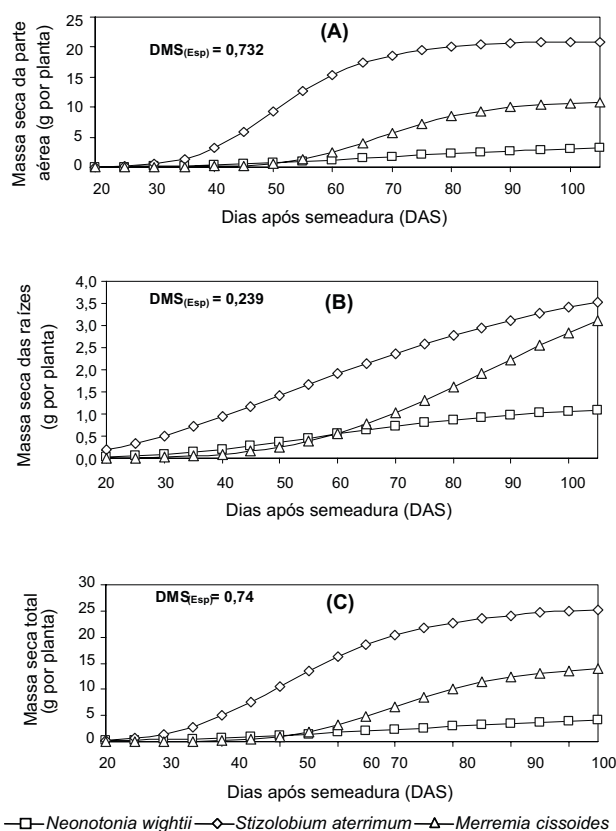 (A)
DMS(Esp) = 0,732
Massa seca da parte
aérea (g por planta)
25
20
15
10
5
0
20 30 40 50 60 70 80 90 100
Dias após semeadura (DAS)
(B)
DMS(Esp) = 0,239
Massa seca das raízes
(g por planta)
4,0
3,5
3,0
2,5
2,0
1,5
1,0
0,5
0,0
20 30 40 50 60 70 80 90 100
Dias após semeadura (DAS)
(C)
DMS(Esp) = 0,74
Massa seca total
(g por planta)
30
25
20
15
10
5
0
20 30 40 50 60 70 80 90 100
Dias após semeadura (DAS)
Neonotonia wightii Stizolobium aterrimum Merremia cissoides